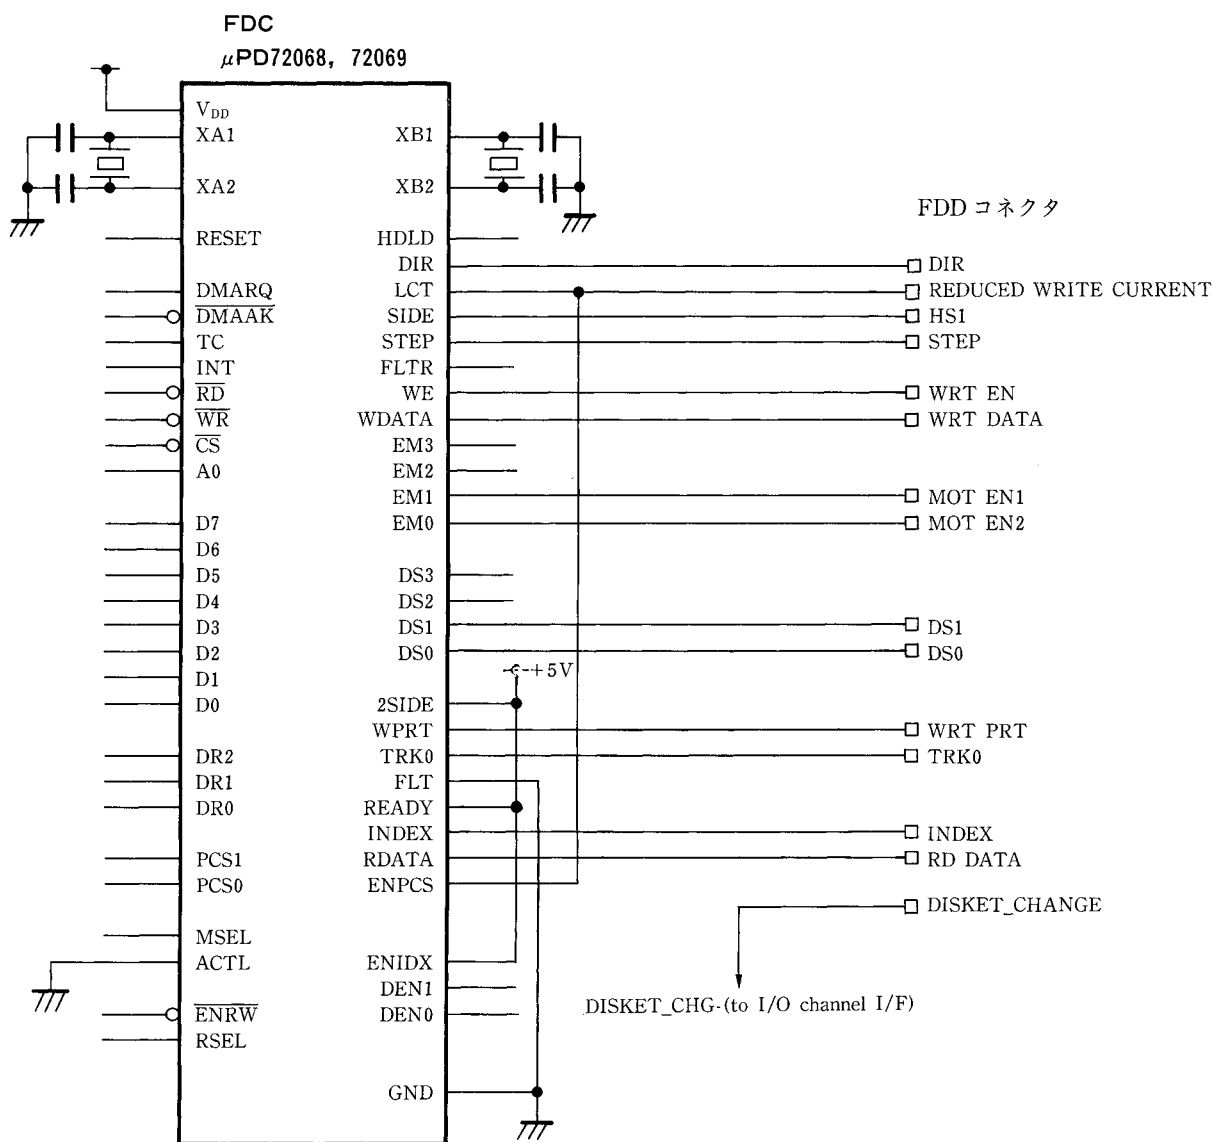 FDC
μPD72068, 72069
VDD
XA1
XA2
RESET
DMARQ
DMAAK
TC
INT
RD
WR
CS
A0
D7
D6
D5
D4
D3
D2
D1
D0
DR2
DR1
DR0
PCS1
PCS0
MSEL
ACTL
ENRW
RSEL
XB1
XB2
HDLD
DIR
LCT
SIDE
STEP
FLTR
WE
WDATA
EM3
EM2
EM1
EM0
DS3
DS2
DS1
DS0
+5V
2SIDE
WPRT
TRK0
FLT
READY
INDEX
RDATA
ENPCS
ENIDX
DEN1
DEN0
GND
FDD コネクタ
DIR
REDUCED WRITE CURRENT
HS1
STEP
WRT EN
WRT DATA
MOT EN1
MOT EN2
DS1
DS0
WRT PRT
TRK0
INDEX
RD DATA
DISKET_CHANGE
DISKET_CHG-(to I/O channel I/F)